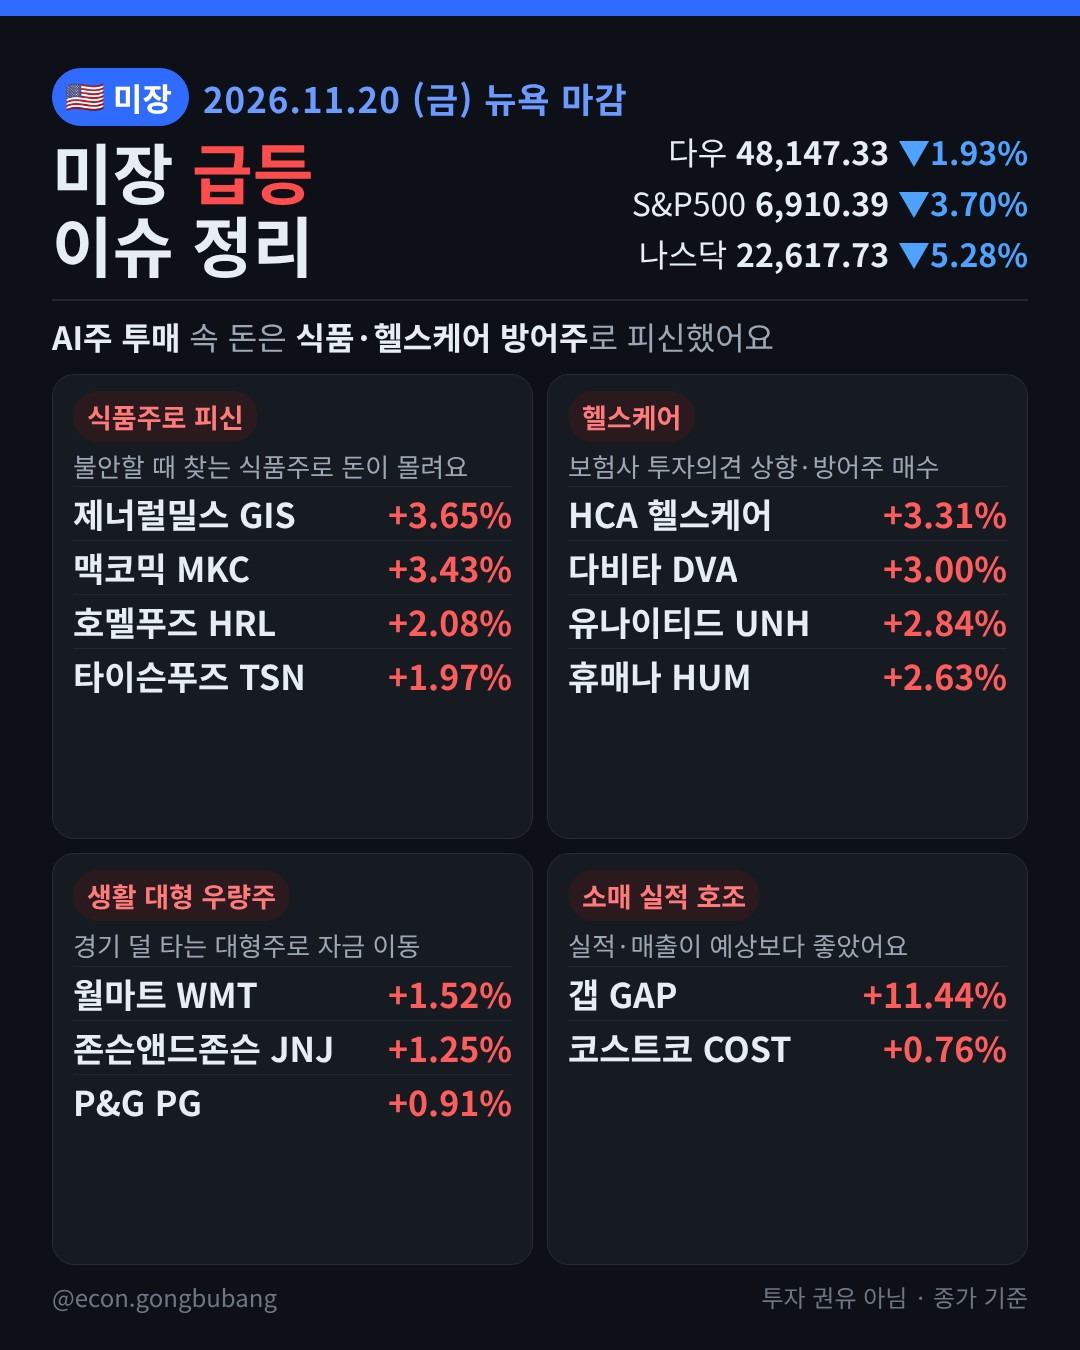 🇺🇸 미장 2026.11.20 (금) 뉴욕 마감
미장 급등
이슈 정리
다우 48,147.33 ▼1.93%
S&P500 6,910.39 ▼3.70%
나스닥 22,617.73 ▼5.28%
AI주 투매 속 돈은 식품·헬스케어 방어주로 피신했어요
식품주로 피신
불안할 때 찾는 식품주로 돈이 몰려요
제너럴밀스 GIS +3.65%
맥코믹 MKC +3.43%
호멜푸즈 HRL +2.08%
타이슨푸즈 TSN +1.97%
헬스케어
보험사 투자의견 상향·방어주 매수
HCA 헬스케어 +3.31%
다비타 DVA +3.00%
유나이티드 UNH +2.84%
휴매나 HUM +2.63%
생활 대형 우량주
경기 덜 타는 대형주로 자금 이동
월마트 WMT +1.52%
존슨앤드존슨 JNJ +1.25%
P&G PG +0.91%
소매 실적 호조
실적·매출이 예상보다 좋았어요
갭 GAP +11.44%
코스트코 COST +0.76%
@econ.gongbubang
투자 권유 아님 · 종가 기준